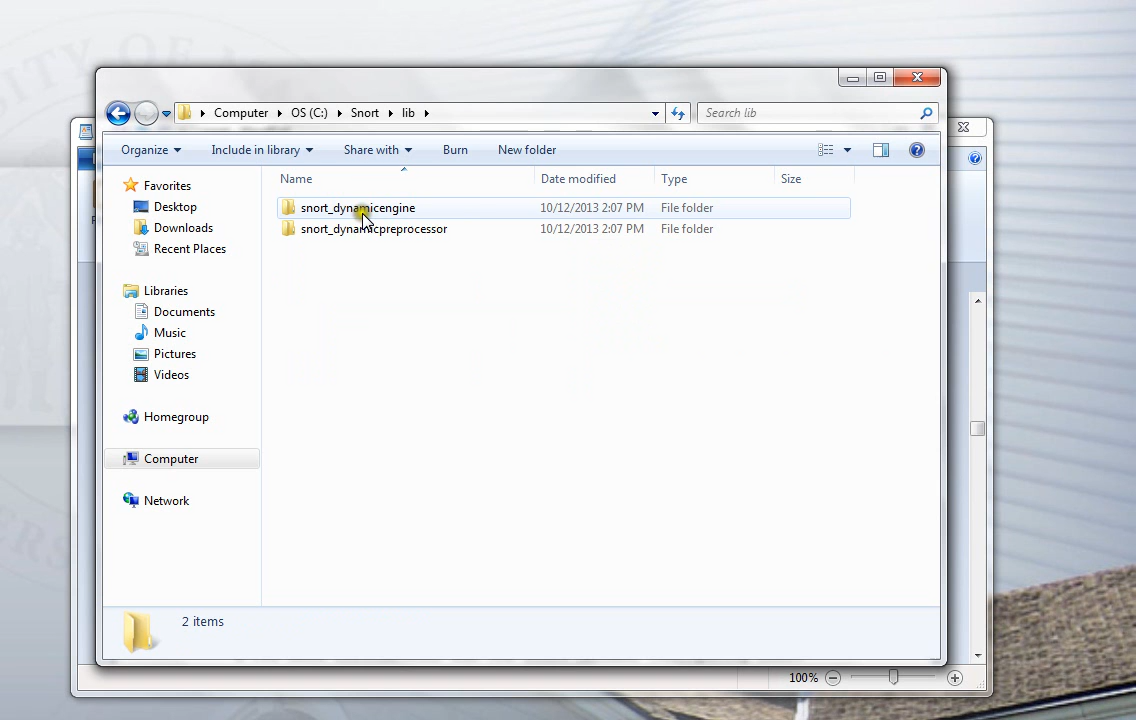 Computer OS (C:) Snort lib
Search lib
Organize Include in library Share with Burn New folder
Name Date modified Type Size
Favorites
Desktop
Downloads
Recent Places
Libraries
Documents
Music
Pictures
Videos
Homegroup
Computer
Network
snort_dynamicengine 10/12/2013 2:07 PM File folder
snort_dynamicpreprocessor 10/12/2013 2:07 PM File folder
2 items
100%